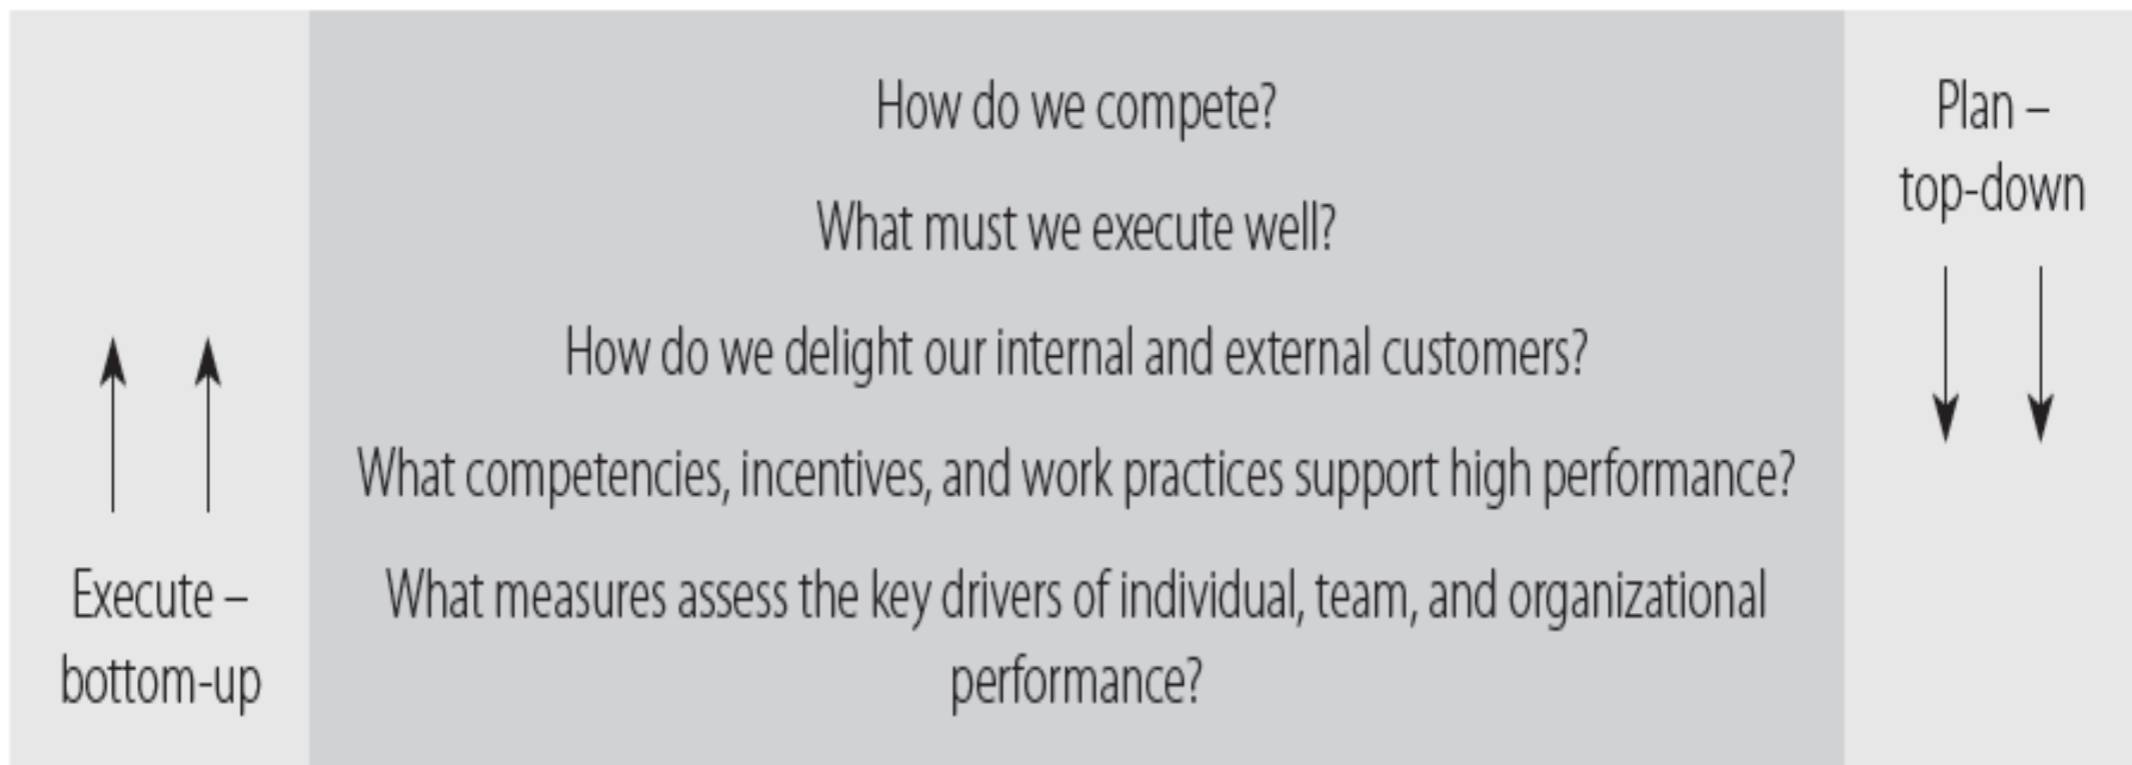 How do we compete?
What must we execute well?
How do we delight our internal and external customers?
What competencies, incentives, and work practices support high performance?
What measures assess the key drivers of individual, team, and organizational
performance?
Plan –
top-down
Execute –
bottom-up